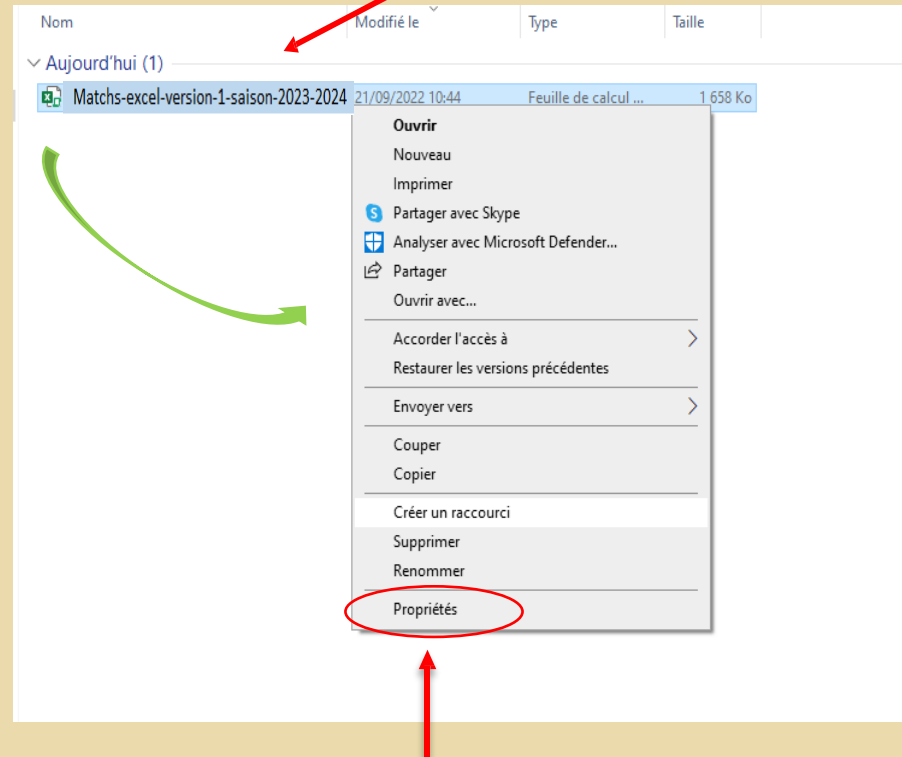 Nom Modifié le Type Taille
Aujourd'hui (1)
Matchs-excel-version-1-saison-2023-2024 21/09/2022 10:44 Feuille de calcul ... 1 658 Ko
Ouvrir
Nouveau
Imprimer
S Partager avec Skype
Analyser avec Microsoft Defender...
Partager
Ouvrir avec...
Accorder l'accès à
Restaurer les versions précédentes
Envoyer vers
Couper
Copier
Créer un raccourci
Supprimer
Renommer
Propriétés